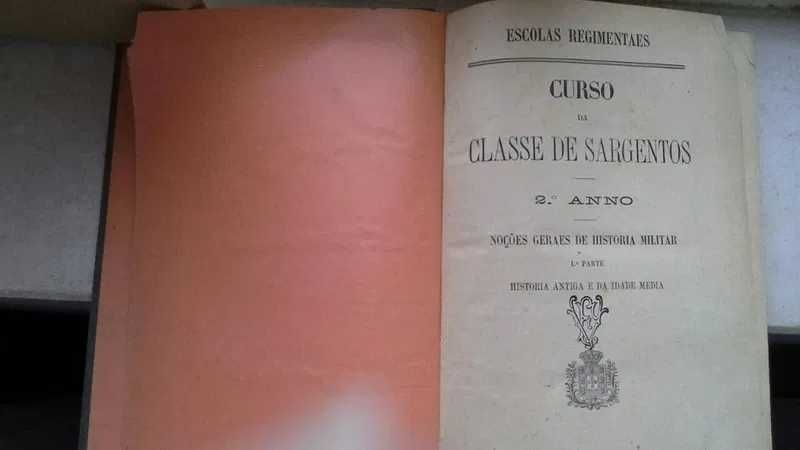 ESCOLAS REGIMENTAES
CURSO
DA
CLASSE DE SARGENTOS
2.º ANNO
NOÇÕES GERAES DE HISTORIA MILITAR
1.ª PARTE
HISTORIA ANTIGA E DA IDADE MEDIA